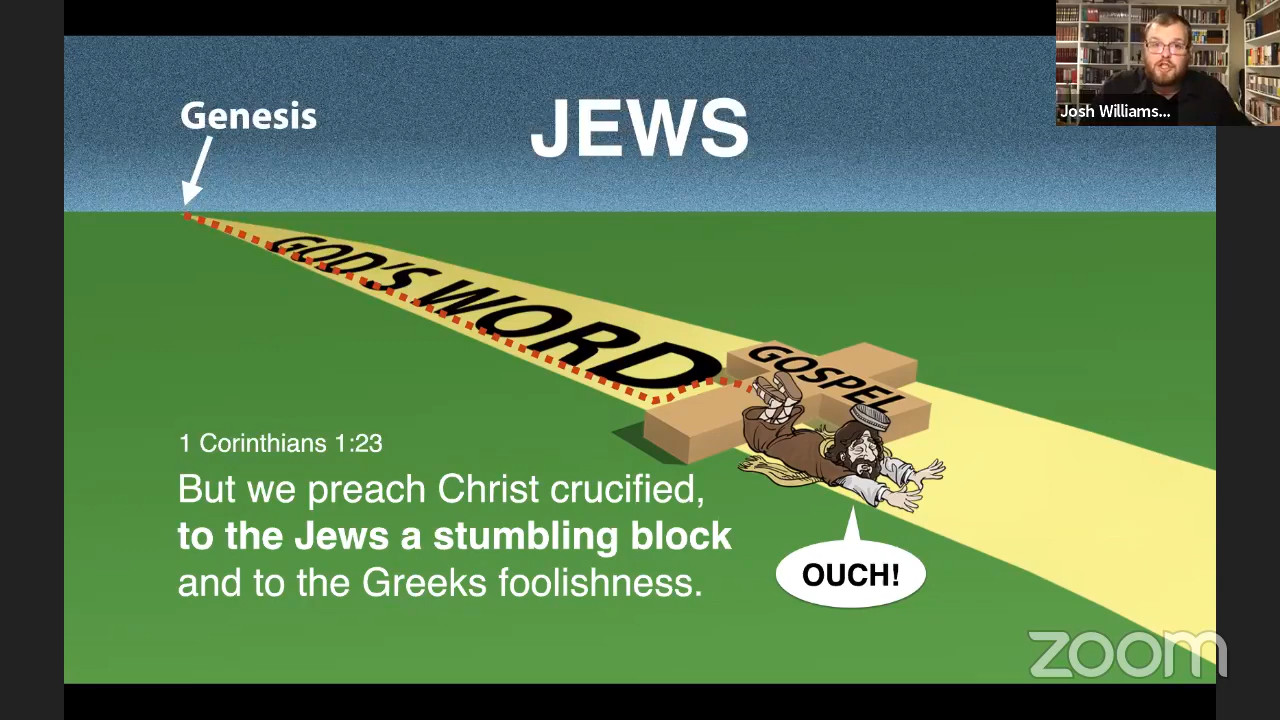 Genesis
JEWS
Josh Williams...
GOD'S WORD
GOSPEL
1 Corinthians 1:23
But we preach Christ crucified,
to the Jews a stumbling block
and to the Greeks foolishness.
OUCH!
zoom